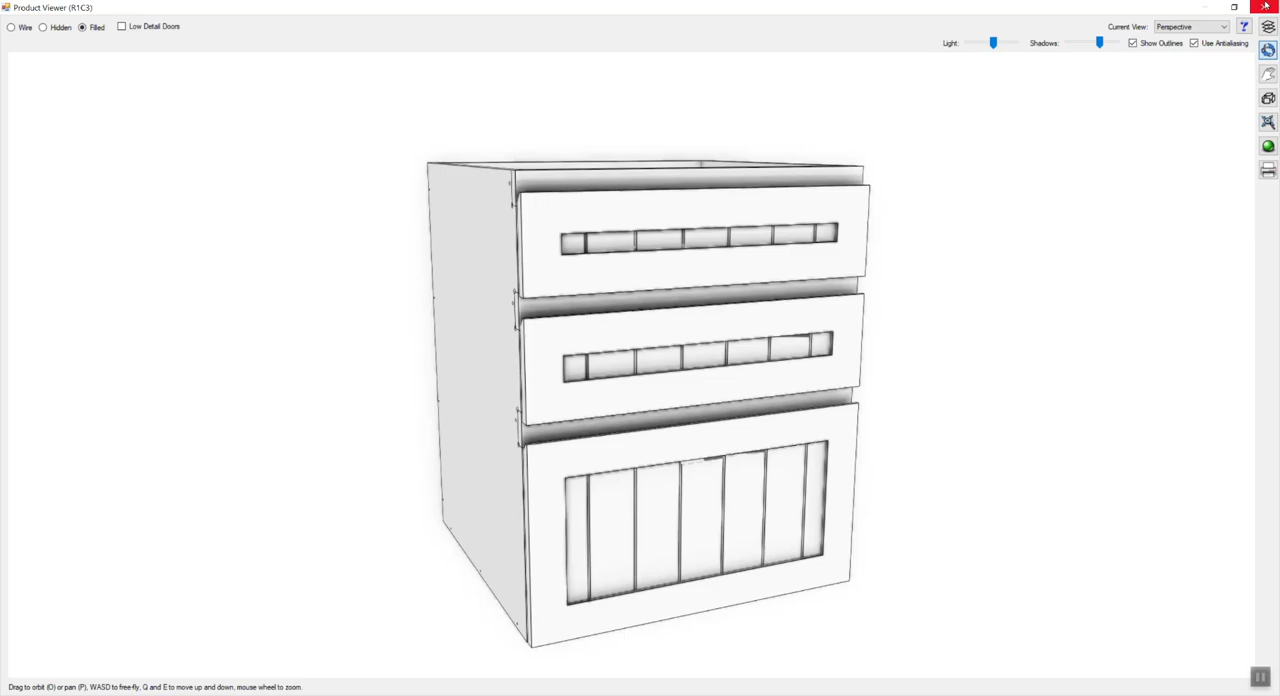 Product Viewer (R1C3)
Wire Hidden Filled Low Detail Doors
Current View: Perspective ?
Light: Shadows: Show Outlines Use Antialiasing
Drag to orbit (O) or pan (P), WASD to free-fly, Q and E to move up and down, mouse wheel to zoom.